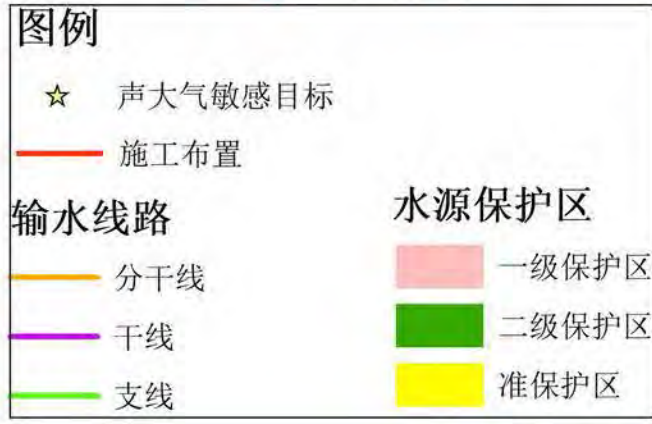 图例
声大气敏感目标
施工布置
输水线路
分干线
干线
支线
水源保护区
一级保护区
二级保护区
准保护区